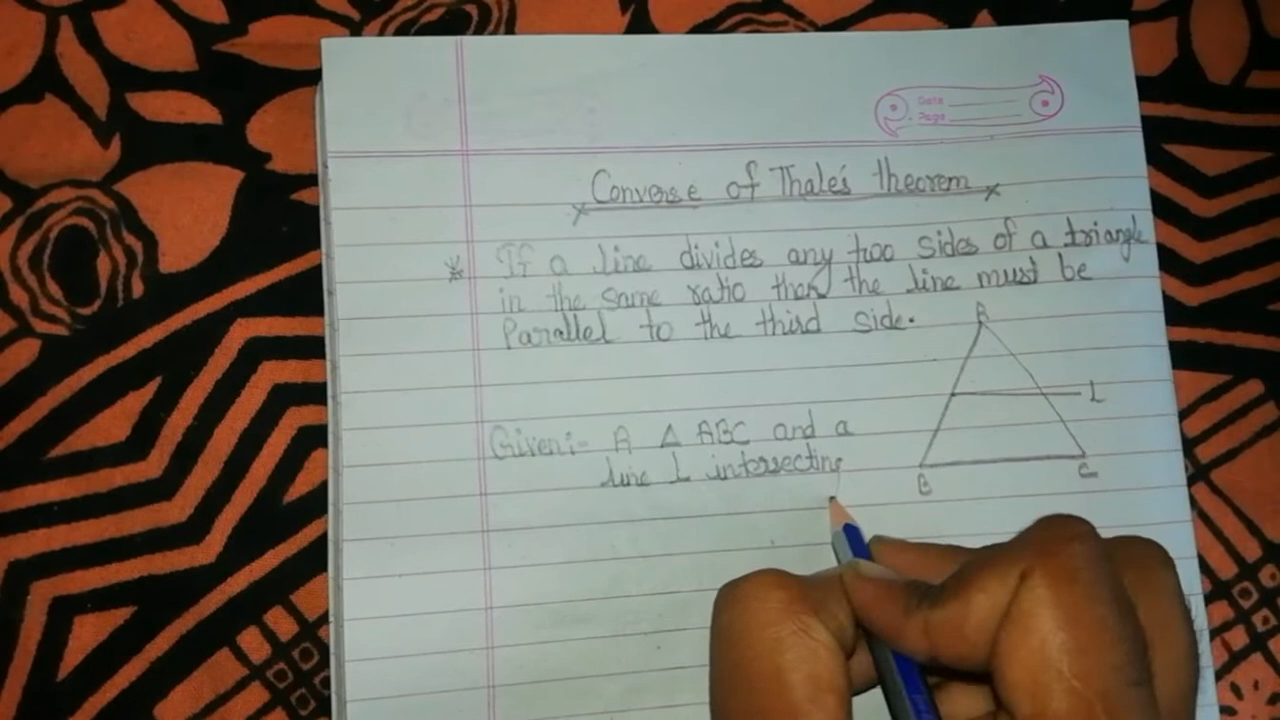 Date
Page
Converse of Thale's theorem
If a line divides any two sides of a triangle
in the same ratio then the line must be
Parallel to the third side.
A
L
Given:- A Δ ABC and a
line L intersecting
B
C